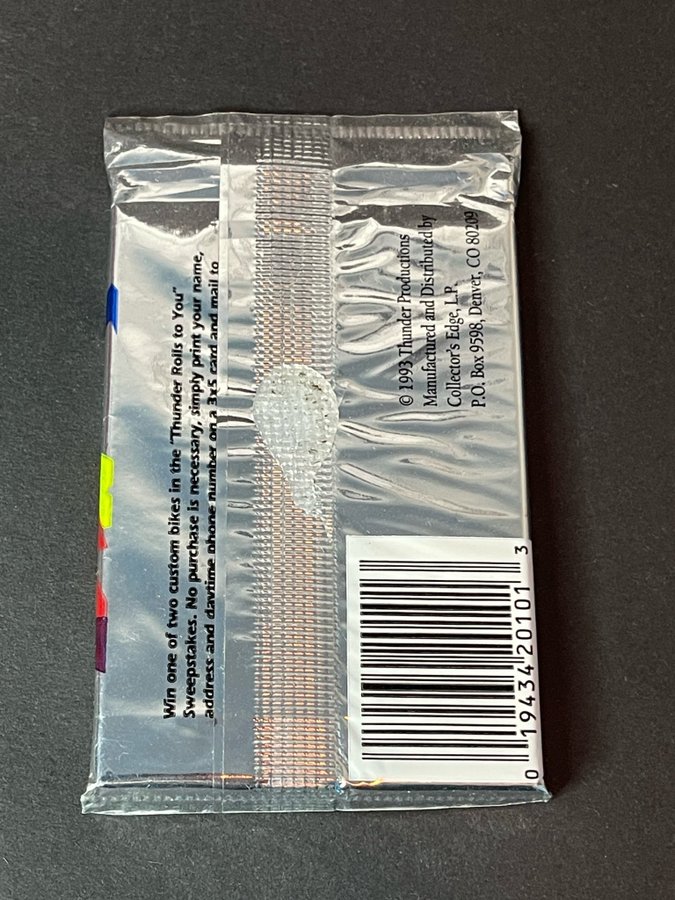 Win one of two custom bikes in the "Thunder Rolls to You"
Sweepstakes. No purchase is necessary, simply print your name,
address and daytime phone number on a 3x5 card and mail to
© 1993 Thunder Productions
Manufactured and Distributed by
Collector's Edge, L.P.
P.O. Box 9598, Denver, CO 80209
0 19434 20101 3